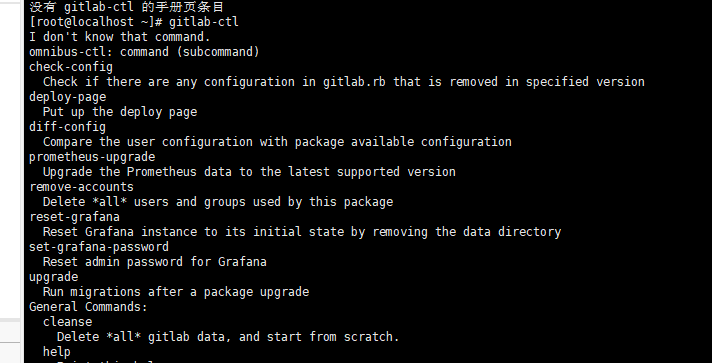 没有 gitlab-ctl 的手册页条目
[root@localhost ~]# gitlab-ctl
I don't know that command.
omnibus-ctl: command (subcommand)
check-config
  Check if there are any configuration in gitlab.rb that is removed in specified version
deploy-page
  Put up the deploy page
diff-config
  Compare the user configuration with package available configuration
prometheus-upgrade
  Upgrade the Prometheus data to the latest supported version
remove-accounts
  Delete *all* users and groups used by this package
reset-grafana
  Reset Grafana instance to its initial state by removing the data directory
set-grafana-password
  Reset admin password for Grafana
upgrade
  Run migrations after a package upgrade
General Commands:
  cleanse
    Delete *all* gitlab data, and start from scratch.
  help